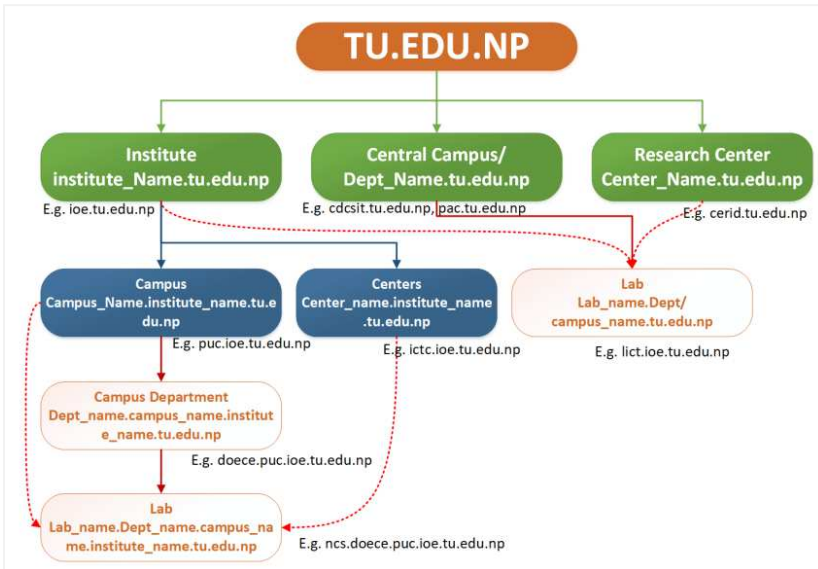 TU.EDU.NP
Institute
institute_Name.tu.edu.np
Central Campus/
Dept_Name.tu.edu.np
Research Center
Center_Name.tu.edu.np
E.g. ioe.tu.edu.np
E.g. cdcsit.tu.edu.np, pac.tu.edu.np
E.g. cerid.tu.edu.np
Campus
Campus_Name.institute_name.tu.e
du.np
Centers
Center_name.institute_name
.tu.edu.np
Lab
Lab_name.Dept/
campus_name.tu.edu.np
E.g. puc.ioe.tu.edu.np
E.g. ictc.ioe.tu.edu.np
E.g. lict.ioe.tu.edu.np
Campus Department
Dept_name.campus_name.institut
e_name.tu.edu.np
E.g. doece.puc.ioe.tu.edu.np
Lab
Lab_name.Dept_name.campus_na
me.institute_name.tu.edu.np
E.g. ncs.doece.puc.ioe.tu.edu.np